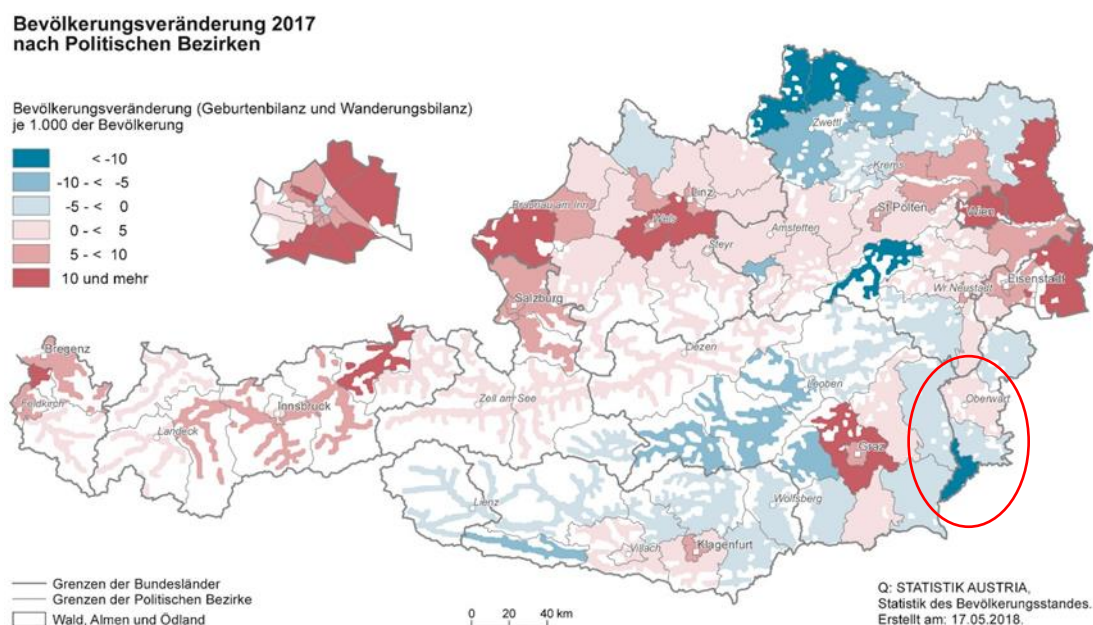 Bevölkerungsveränderung 2017
nach Politischen Bezirken
Bevölkerungsveränderung (Geburtenbilanz und Wanderungsbilanz)
je 1.000 der Bevölkerung
< -10
-10 - < -5
-5 - < 0
0 - < 5
5 - < 10
10 und mehr
Zwettl
Krems
Linz
Braunau am Inn
Wels
St Pölten
Wien
Amstetten
Steyr
Eisenstadt
Wr Neustadt
Salzburg
Bregenz
Liezen
Leoben
Oberwart
Feldkirch
Innsbruck
Zell am See
Landeck
Graz
Lienz
Wolfsberg
Villach
Klagenfurt
Grenzen der Bundesländer
Grenzen der Politischen Bezirke
Wald, Almen und Ödland
0 20 40 km
Q: STATISTIK AUSTRIA,
Statistik des Bevölkerungsstandes.
Erstellt am: 17.05.2018.